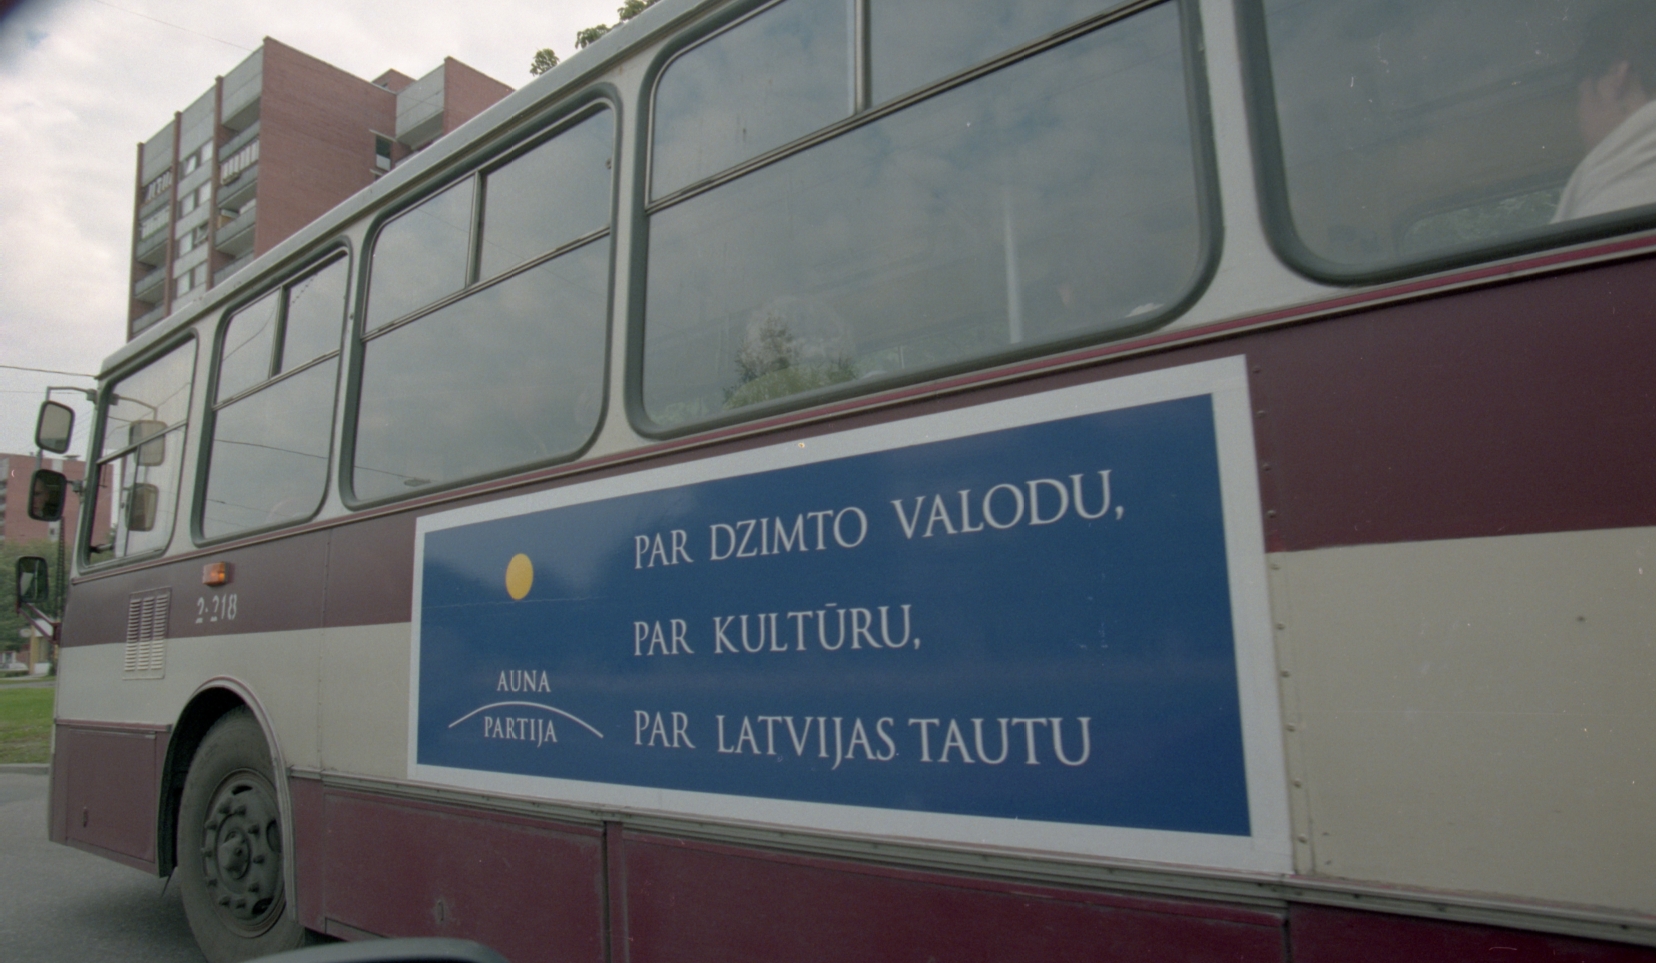 2-218
AUNA
PARTIJA
PAR DZIMTO VALODU,
PAR KULTŪRU,
PAR LATVIJAS TAUTU